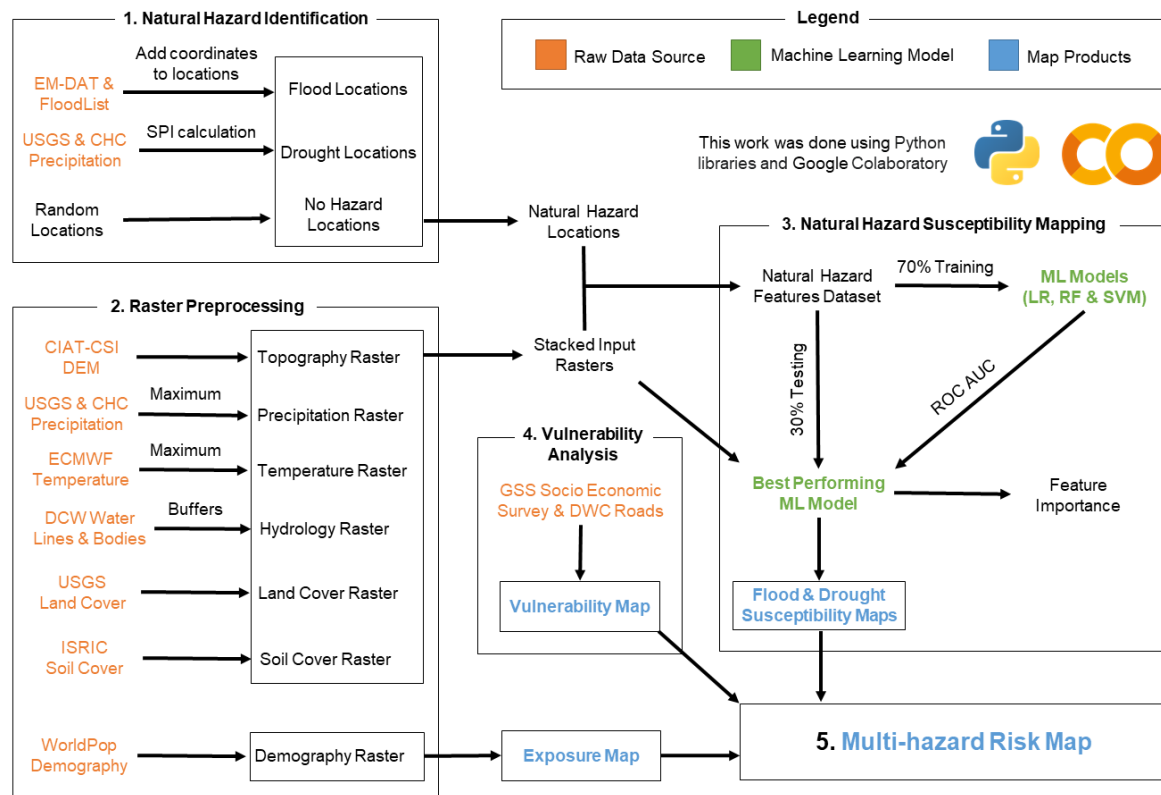 1. Natural Hazard Identification
EM-DAT &
FloodList
Add coordinates
to locations
Flood Locations
USGS & CHC
Precipitation
SPI calculation
Drought Locations
Random
Locations
No Hazard
Locations
Legend
Raw Data Source
Machine Learning Model
Map Products
This work was done using Python
libraries and Google Colaboratory
Natural Hazard
Locations
2. Raster Preprocessing
CIAT-CSI
DEM
Topography Raster
USGS & CHC
Precipitation
Maximum
Precipitation Raster
ECMWF
Temperature
Maximum
Temperature Raster
DCW Water
Lines & Bodies
Buffers
Hydrology Raster
USGS
Land Cover
Land Cover Raster
ISRIC
Soil Cover
Soil Cover Raster
WorldPop
Demography
Demography Raster
Stacked Input
Rasters
3. Natural Hazard Susceptibility Mapping
Natural Hazard
Features Dataset
70% Training
ML Models
(LR, RF & SVM)
30% Testing
ROC AUC
Best Performing
ML Model
Feature
Importance
Flood & Drought
Susceptibility Maps
4. Vulnerability
Analysis
GSS Socio Economic
Survey & DWC Roads
Vulnerability Map
Exposure Map
5. Multi-hazard Risk Map